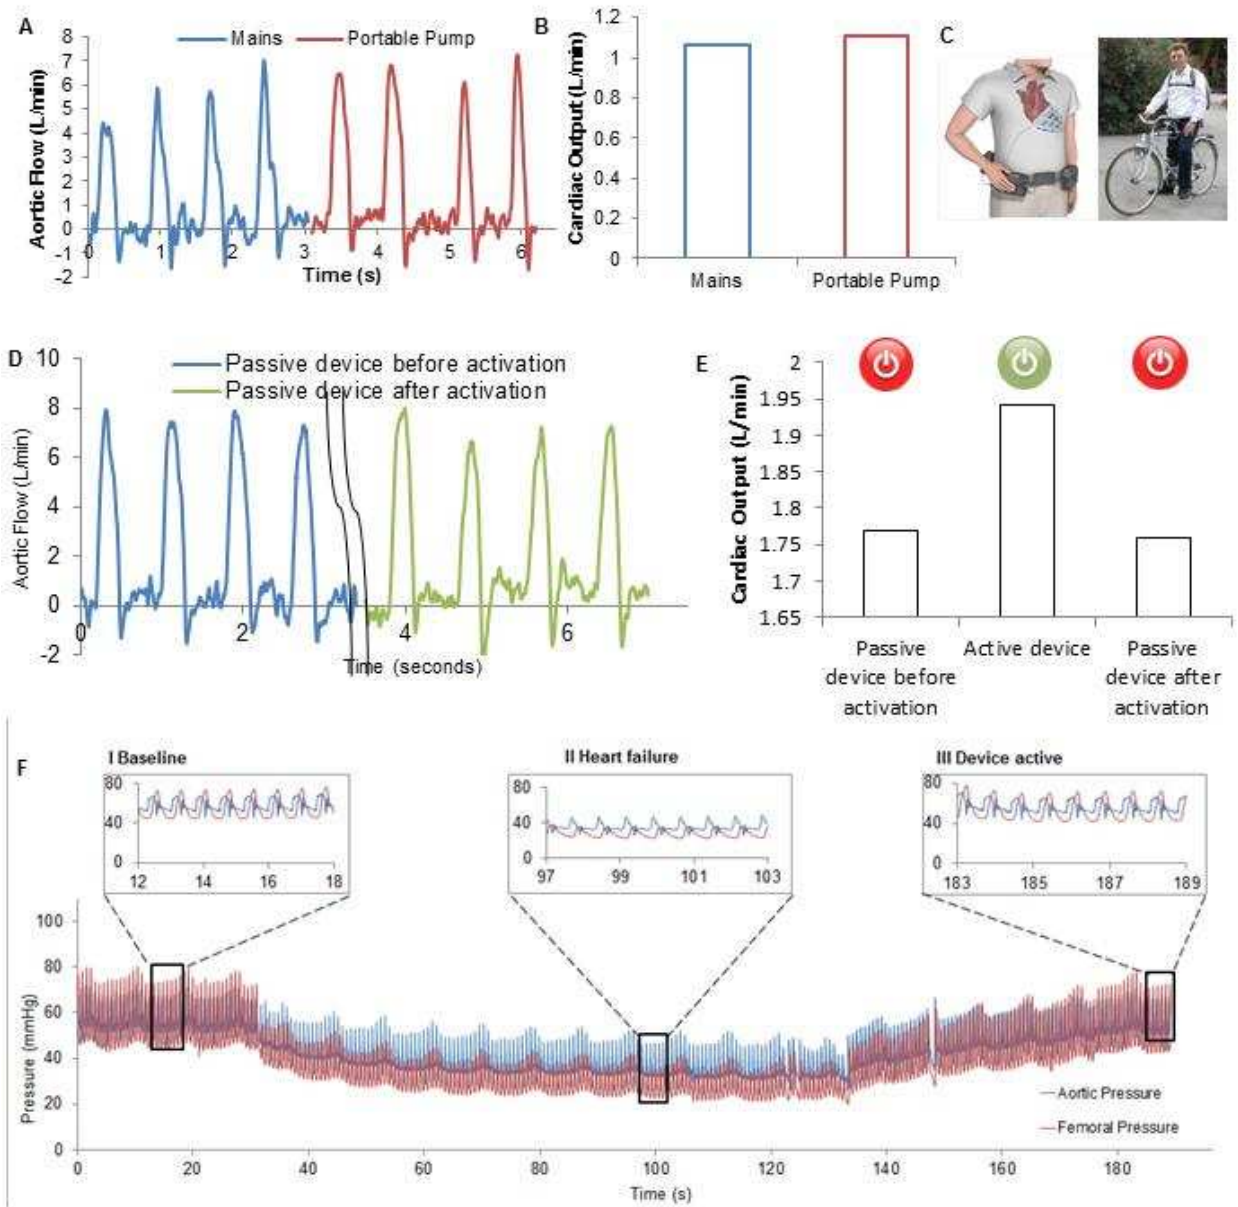 A
Aortic Flow (L/min)
8
7
6
5
4
3
2
1
0
-1
-2
Mains
Portable Pump
0
1
2
3
4
5
6
Time (s)
B
Cardiac Output (L/min)
1.2
1
0.8
0.6
0.4
0.2
0
Mains
Portable Pump
C
D
Aortic Flow (L/min)
10
8
6
4
2
0
-2
Passive device before activation
Passive device after activation
0
2
4
6
Time (seconds)
E
Cardiac Output (L/min)
2
1.95
1.9
1.85
1.8
1.75
1.7
1.65
Passive
device before
activation
Active device
Passive
device after
activation
F
I Baseline
80
40
0
12
14
16
18
II Heart failure
80
40
0
97
99
101
103
III Device active
80
40
0
183
185
187
189
Pressure (mmHg)
100
80
60
40
20
0
0
20
40
60
80
100
120
140
160
180
Time (s)
Aortic Pressure
Femoral Pressure